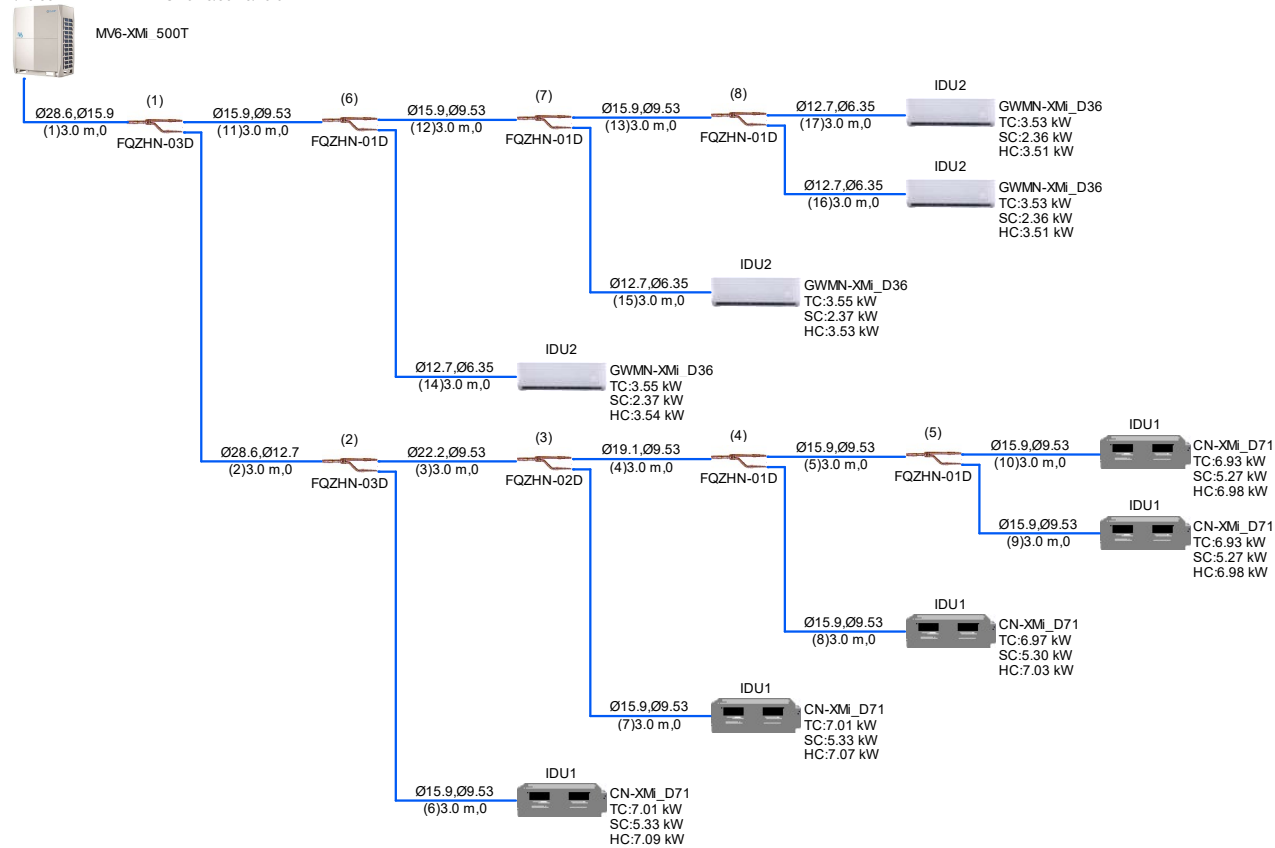 MV6-XMi_500T
Ø28.6,Ø15.9
(1)3.0 m,0
(1)
FQZHN-03D
Ø15.9,Ø9.53
(11)3.0 m,0
(6)
FQZHN-01D
Ø15.9,Ø9.53
(12)3.0 m,0
(7)
FQZHN-01D
Ø15.9,Ø9.53
(13)3.0 m,0
(8)
FQZHN-01D
Ø12.7,Ø6.35
(17)3.0 m,0
IDU2
GWMN-XMi_D36
TC:3.53 kW
SC:2.36 kW
HC:3.51 kW
Ø12.7,Ø6.35
(16)3.0 m,0
IDU2
GWMN-XMi_D36
TC:3.53 kW
SC:2.36 kW
HC:3.51 kW
Ø12.7,Ø6.35
(15)3.0 m,0
IDU2
GWMN-XMi_D36
TC:3.55 kW
SC:2.37 kW
HC:3.53 kW
Ø12.7,Ø6.35
(14)3.0 m,0
IDU2
GWMN-XMi_D36
TC:3.55 kW
SC:2.37 kW
HC:3.54 kW
Ø28.6,Ø12.7
(2)3.0 m,0
(2)
FQZHN-03D
Ø22.2,Ø9.53
(3)3.0 m,0
(3)
FQZHN-02D
Ø19.1,Ø9.53
(4)3.0 m,0
(4)
FQZHN-01D
Ø15.9,Ø9.53
(5)3.0 m,0
(5)
FQZHN-01D
Ø15.9,Ø9.53
(10)3.0 m,0
IDU1
CN-XMi_D71
TC:6.93 kW
SC:5.27 kW
HC:6.98 kW
Ø15.9,Ø9.53
(9)3.0 m,0
IDU1
CN-XMi_D71
TC:6.93 kW
SC:5.27 kW
HC:6.98 kW
Ø15.9,Ø9.53
(8)3.0 m,0
IDU1
CN-XMi_D71
TC:6.97 kW
SC:5.30 kW
HC:7.03 kW
Ø15.9,Ø9.53
(7)3.0 m,0
IDU1
CN-XMi_D71
TC:7.01 kW
SC:5.33 kW
HC:7.07 kW
Ø15.9,Ø9.53
(6)3.0 m,0
IDU1
CN-XMi_D71
TC:7.01 kW
SC:5.33 kW
HC:7.09 kW